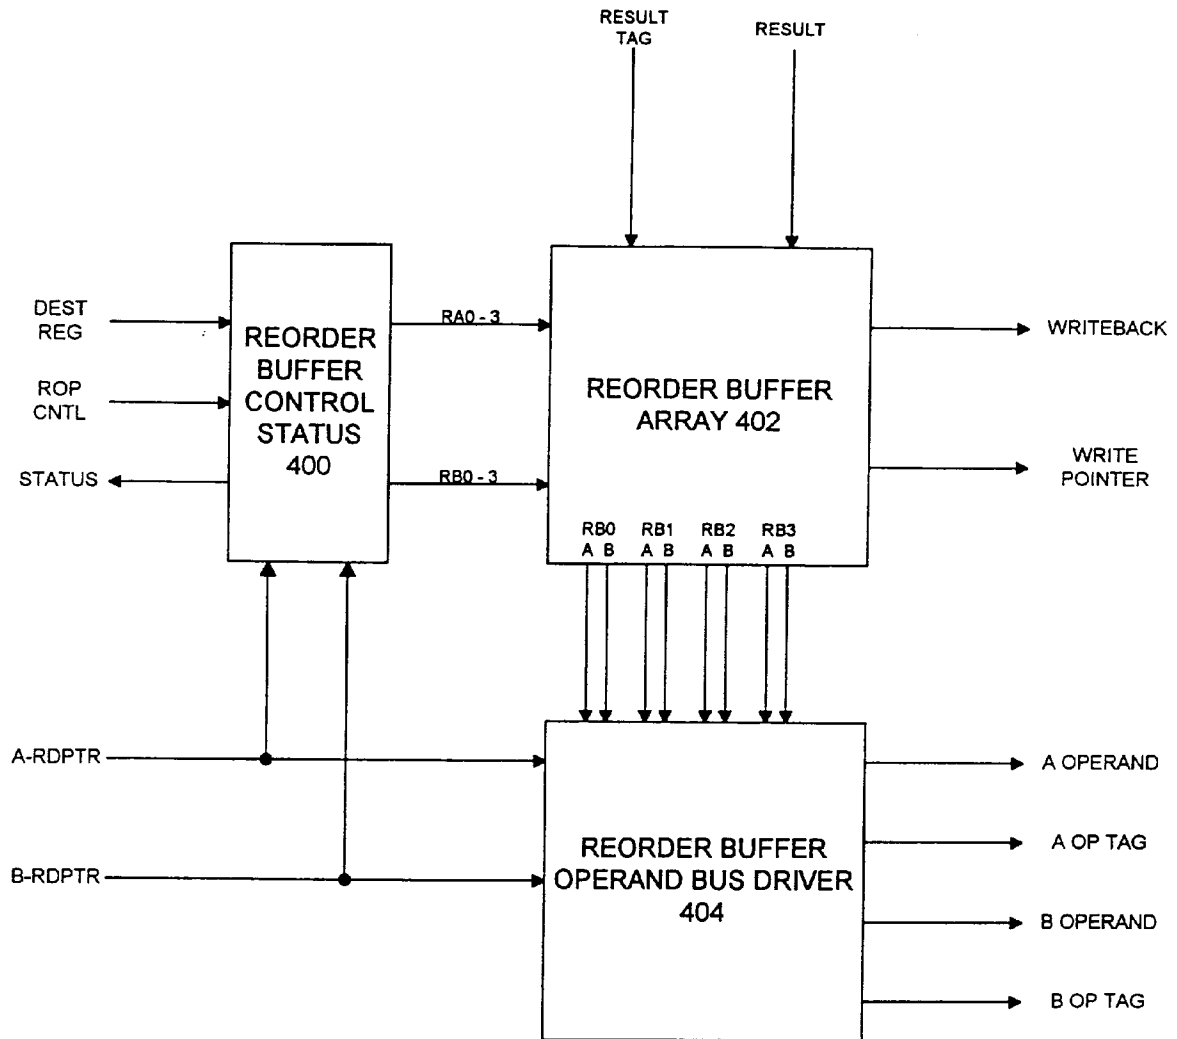 RESULT
TAG
RESULT
DEST
REG
ROP
CNTL
STATUS
REORDER
BUFFER
CONTROL
STATUS
400
RA0 - 3
RB0 - 3
REORDER BUFFER
ARRAY 402
RB0 RB1 RB2 RB3
A B A B A B A B
WRITEBACK
WRITE
POINTER
A-RDPTR
B-RDPTR
REORDER BUFFER
OPERAND BUS DRIVER
404
A OPERAND
A OP TAG
B OPERAND
B OP TAG